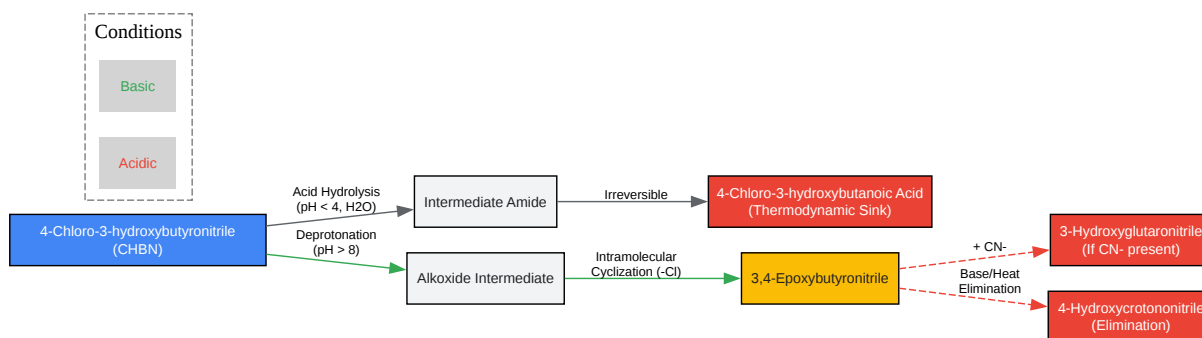 Conditions
Basic
Acidic
4-Chloro-3-hydroxybutyronitrile
(CHBN)
Acid Hydrolysis
(pH < 4, H2O)
Deprotonation
(pH > 8)
Intermediate Amide
Irreversible
4-Chloro-3-hydroxybutanoic Acid
(Thermodynamic Sink)
Alkoxide Intermediate
Intramolecular
Cyclization (-Cl)
3,4-Epoxybutyronitrile
+ CN-
Base/Heat
Elimination
3-Hydroxyglutaronitrile
(If CN- present)
4-Hydroxycrotononitrile
(Elimination)